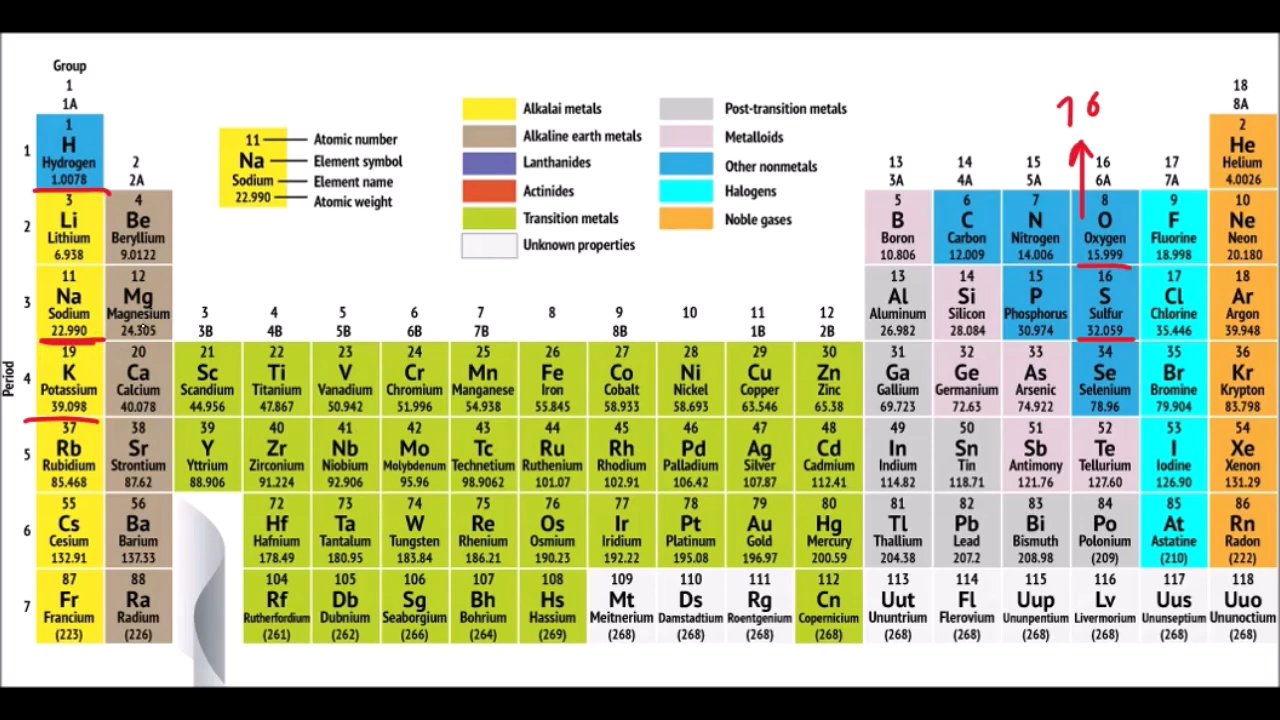 Group
1
1A
18
8A
16
1
H
Hydrogen
1.0078
2
2A
11
Na
Sodium
22.990
Atomic number
Element symbol
Element name
Atomic weight
Alkalai metals
Alkaline earth metals
Lanthanides
Actinides
Transition metals
Unknown properties
Post-transition metals
Metalloids
Other nonmetals
Halogens
Noble gases
13 14 15 16 17
3A 4A 5A 6A 7A
2
He
Helium
4.0026
Period
1
2
3
4
5
6
7
3 4 5 6 B 10
Li Be B C N O F Ne
Lithium Beryllium Boron Carbon Nitrogen Oxygen Fluorine Neon
6.938 9.0122 10.806 12.009 14.006 15.999 18.998 20.180
11 12 13 14 15 16 17 18
Na Mg Al Si P S Cl Ar
Sodium Magnesium Aluminum Silicon Phosphorus Sulfur Chlorine Argon
22.990 24.305 26.982 28.084 30.974 32.059 35.446 39.948
3 4 5 6 7 8 9 10 11 12
3B 4B 5B 6B 7B 8B 1B 2B
19 20 21 22 23 24 25 26 27 28 29 30 31 32 33 34 35 36
K Ca Sc Ti V Cr Mn Fe Co Ni Cu Zn Ga Ge As Se Br Kr
Potassium Calcium Scandium Titanium Vanadium Chromium Manganese Iron Cobalt Nickel Copper Zinc Gallium Germanium Arsenic Selenium Bromine Krypton
39.098 40.078 44.956 47.867 50.942 51.996 54.938 55.845 58.933 58.693 63.546 65.38 69.723 72.63 74.922 78.96 79.904 83.798
37 38 39 40 41 42 43 44 45 46 47 48 49 50 51 52 53 54
Rb Sr Y Zr Nb Mo Tc Ru Rh Pd Ag Cd In Sn Sb Te I Xe
Rubidium Strontium Yttrium Zirconium Niobium Molybdenum Technetium Ruthenium Rhodium Palladium Silver Cadmium Indium Tin Antimony Tellurium Iodine Xenon
85.468 87.62 88.906 91.224 92.906 95.96 98.9062 101.07 102.91 106.42 107.87 112.41 114.82 118.71 121.76 127.60 126.90 131.29
55 56 72 73 74 75 76 77 78 79 80 81 82 83 84 85 86
Cs Ba Hf Ta W Re Os Ir Pt Au Hg Tl Pb Bi Po At Rn
Cesium Barium Hafnium Tantalum Tungsten Rhenium Osmium Iridium Platinum Gold Mercury Thallium Lead Bismuth Polonium Astatine Radon
132.91 137.33 178.49 180.95 183.84 186.21 190.23 192.22 195.08 196.97 200.59 204.38 207.2 208.98 (209) (210) (222)
87 88 104 105 106 107 108 109 110 111 112 113 114 115 116 117 118
Fr Ra Rf Db Sg Bh Hs Mt Ds Rg Cn Uut Fl Uup Lv Uus Uuo
Francium Radium Rutherfordium Dubnium Seaborgium Bohrium Hassium Meitnerium Damstadtium Roentgenium Copernicium Ununtrium Flerovium Ununpentium Livermorium Ununseptium Ununoctium
(223) (226) (261) (262) (266) (264) (269) (268) (268) (268) (268) (268) (268) (268) (268) (268) (268)